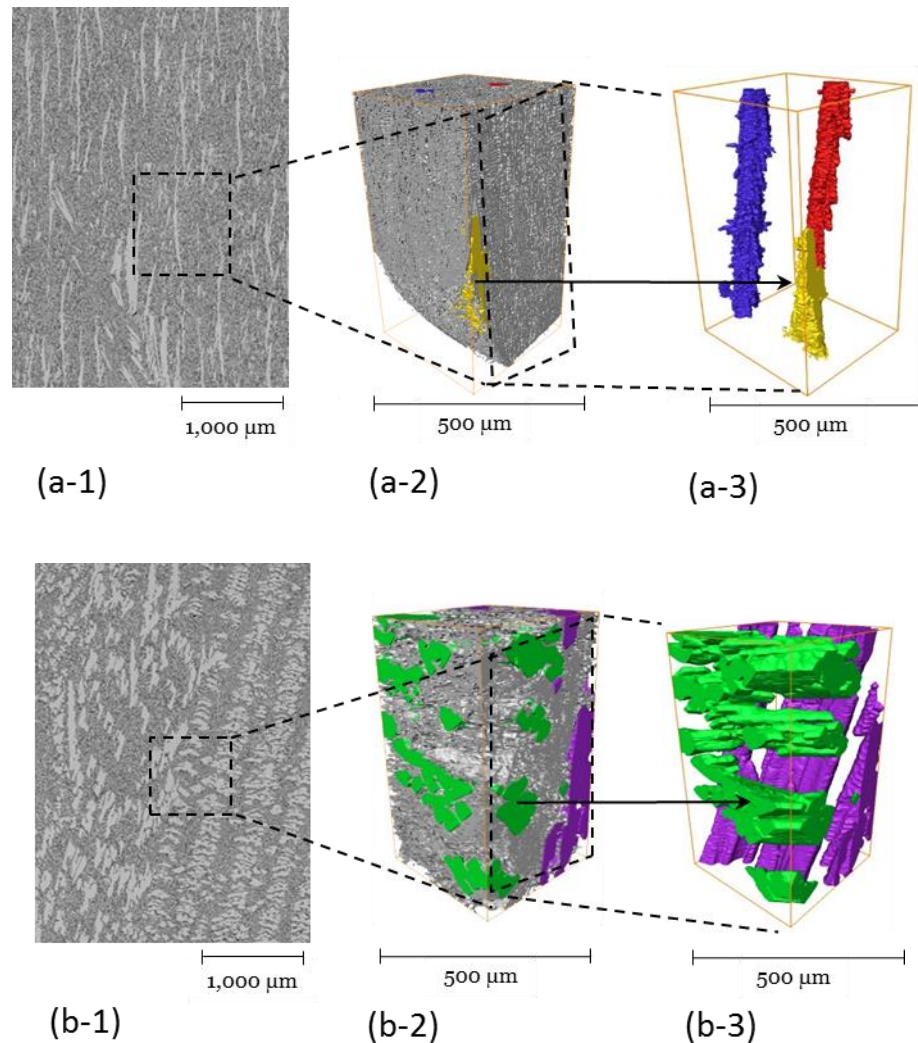 1,000 µm
500 µm
500 µm
(a-1)
(a-2)
(a-3)
1,000 µm
500 µm
500 µm
(b-1)
(b-2)
(b-3)